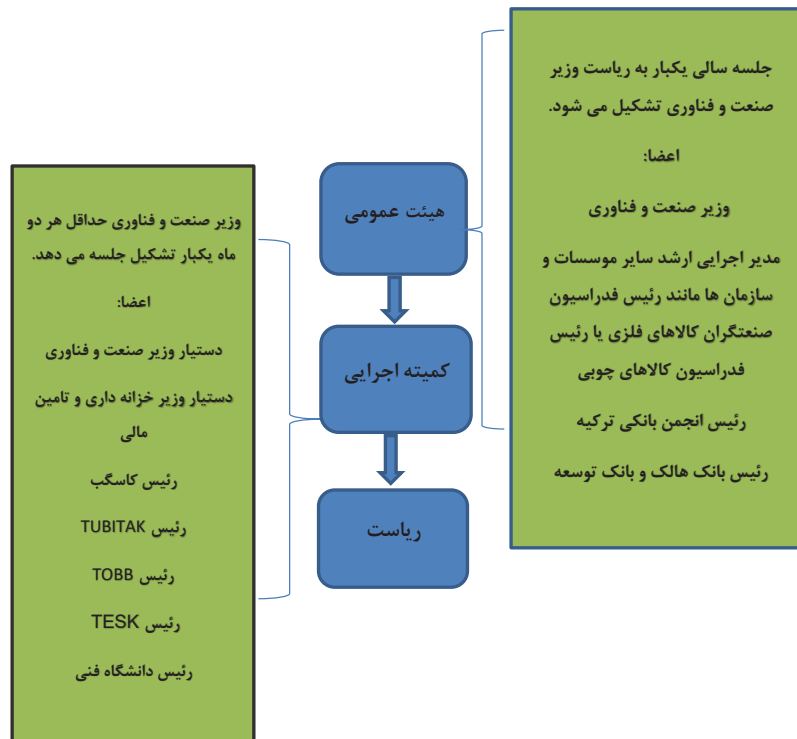 جلسه سالی یکبار به ریاست وزیر
صنعت و فناوری تشکیل می شود.
اعضا:
وزیر صنعت و فناوری
مدیر اجرایی ارشد سایر موسسات و
سازمان ها مانند رئیس فدراسیون
صنعتگران کالاهای فلزی یا رئیس
فدراسیون کالاهای چوبی
رئیس انجمن بانکی ترکیه
رئیس بانک هالک و بانک توسعه
هیئت عمومی
کمیته اجرایی
ریاست
وزیر صنعت و فناوری حداقل هر دو
ماه یکبار تشکیل جلسه می دهد.
اعضا:
دستیار وزیر صنعت و فناوری
دستیار وزیر خزانه داری و تامین
مالی
رئیس کاسگب
رئیس TUBITAK
رئیس TOBB
رئیس TESK
رئیس دانشگاه فنی